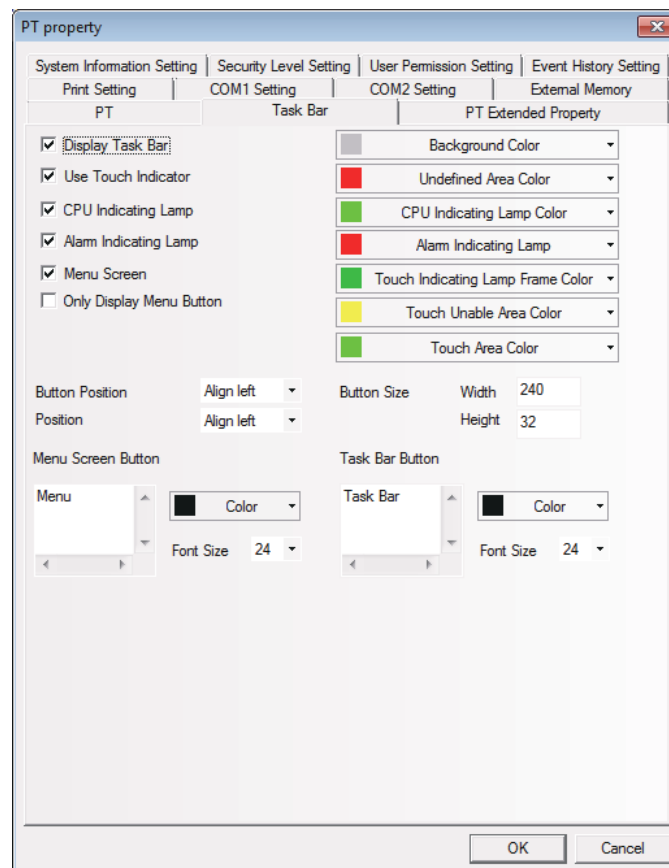 PT property
System Information Setting Security Level Setting User Permission Setting Event History Setting
Print Setting COM1 Setting COM2 Setting External Memory
PT Task Bar PT Extended Property
Display Task Bar Background Color
Use Touch Indicator Undefined Area Color
CPU Indicating Lamp CPU Indicating Lamp Color
Alarm Indicating Lamp Alarm Indicating Lamp
Menu Screen Touch Indicating Lamp Frame Color
Only Display Menu Button Touch Unable Area Color
Touch Area Color
Button Position Align left Button Size Width 240
Position Align left Height 32
Menu Screen Button Task Bar Button
Menu Color Task Bar Color
Font Size 24 Font Size 24
OK Cancel